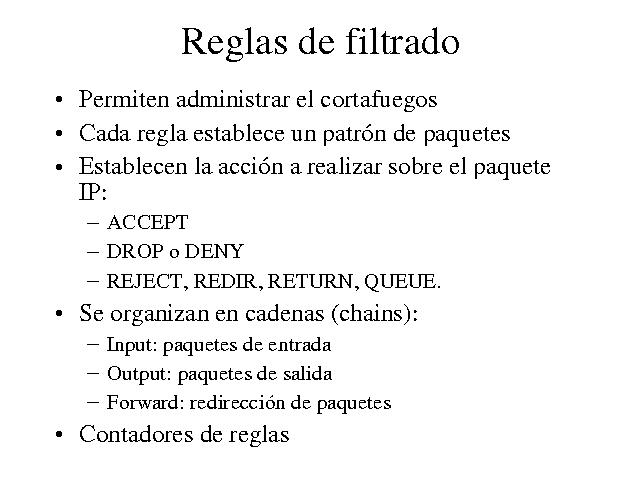 Reglas de filtrado
• Permiten administrar el cortafuegos
• Cada regla establece un patrón de paquetes
• Establecen la acción a realizar sobre el paquete
IP:
– ACCEPT
– DROP o DENY
– REJECT, REDIR, RETURN, QUEUE.
• Se organizan en cadenas (chains):
– Input: paquetes de entrada
– Output: paquetes de salida
– Forward: redirección de paquetes
• Contadores de reglas